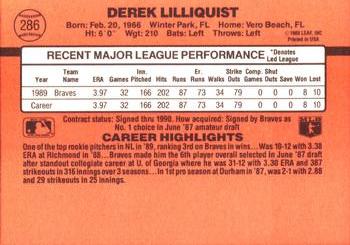 286
DEREK LILLIQUIST
© 1989 LEAF, INC
Printed in USA
Born: Feb. 20, 1966 Winter Park, FL Home: Vero Beach, FL
Ht: 6'0" Wgt: 210 Bats: Left Throws: Left
RECENT MAJOR LEAGUE PERFORMANCE *Denotes Led League
Year Team Name ERA Games Inn. Pitched Hits Runs Er. Runs Walks Strike Outs Shut Outs Games Started Saves Won Lost
1989 Braves 3.97 32 166 202 87 73 34 79 0 0 0 8 10
Career 3.97 32 166 202 87 73 34 79 0 0 0 8 10
Contract status: Signed thru 1990. How acquired: Signed by Braves as
No. 1 choice in June '87 amateur draft
CAREER HIGHLIGHTS
One of the top rookie pitchers in NL in '89, ranking 3rd on Braves in wins... Was 10-12 with 3.38
ERA at Richmond in '88... Braves made him the 6th player overall selected in June '87 draft
after standout collegiate career at U. of Georgia where he was 31-12 with 3.33 ERA and 387
strikeouts in 316 innings over 3 seasons... In 1st pro season at Durham in '87, was 2-1 with 2.88
and 29 strikeouts in 25 innings.